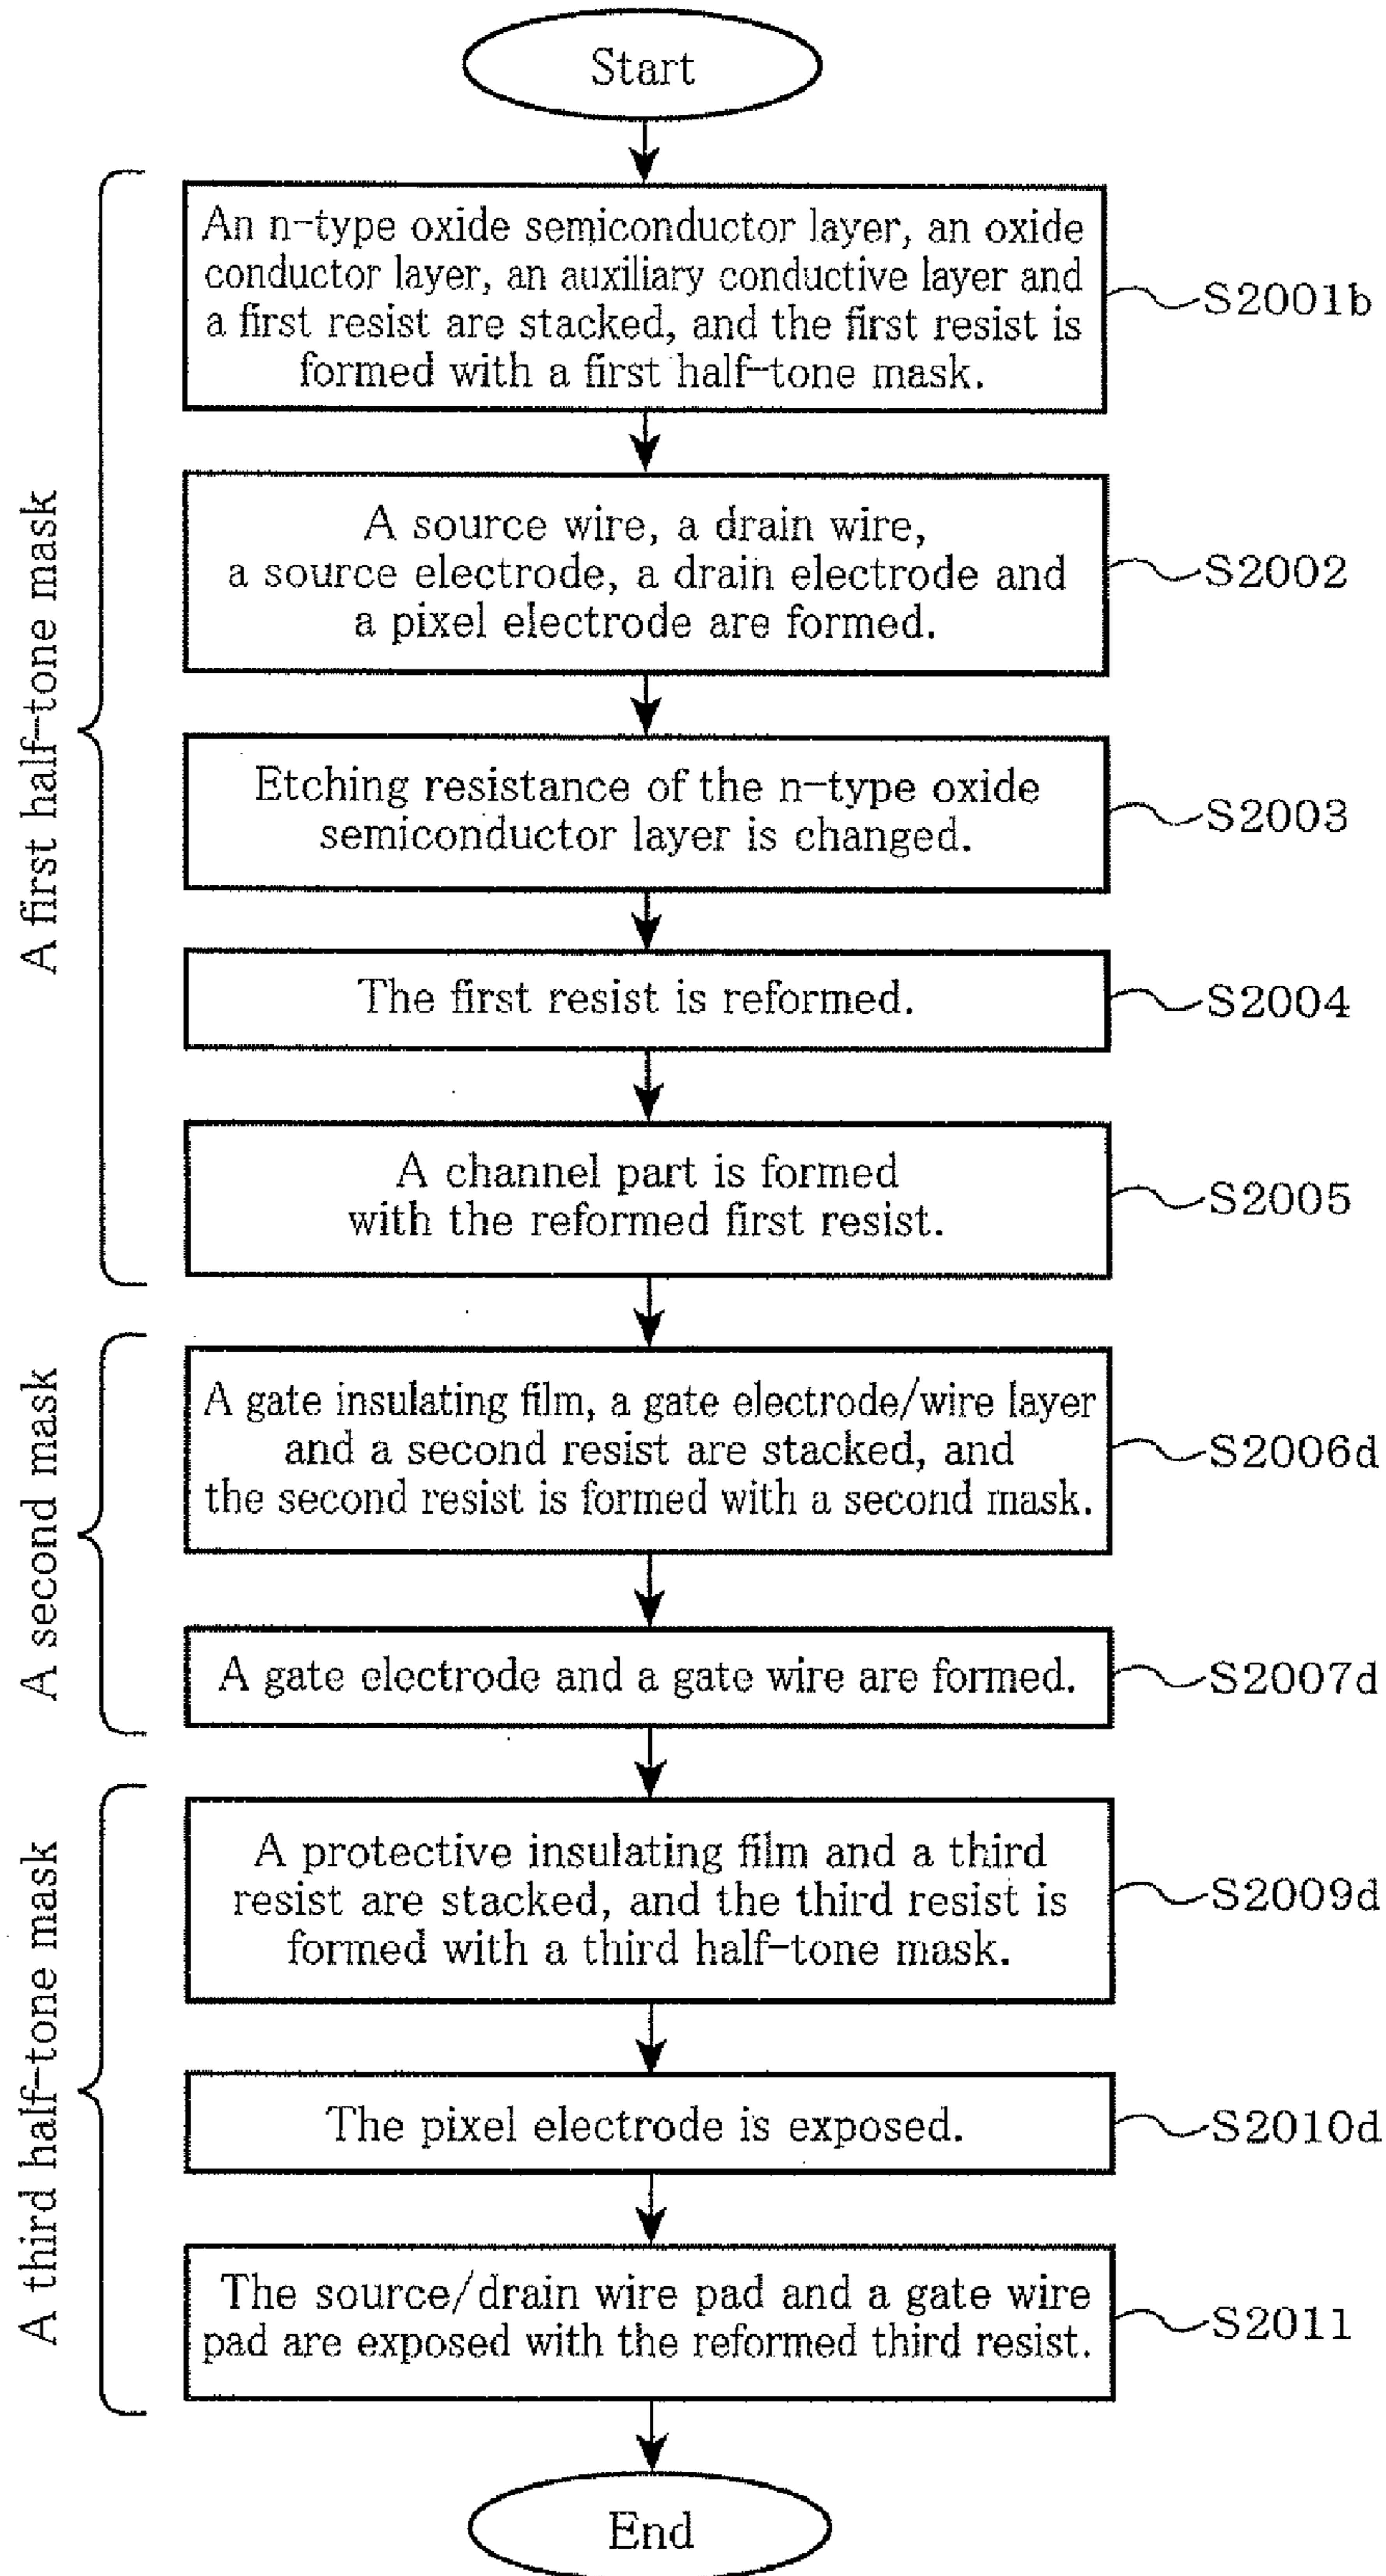 Start
A first half-tone mask
An n-type oxide semiconductor layer, an oxide
conductor layer, an auxiliary conductive layer and
a first resist are stacked, and the first resist is
formed with a first half-tone mask.
S2001b
A source wire, a drain wire,
a source electrode, a drain electrode and
a pixel electrode are formed.
S2002
Etching resistance of the n-type oxide
semiconductor layer is changed.
S2003
The first resist is reformed.
S2004
A channel part is formed
with the reformed first resist.
S2005
A second mask
A gate insulating film, a gate electrode/wire layer
and a second resist are stacked, and
the second resist is formed with a second mask.
S2006d
A gate electrode and a gate wire are formed.
S2007d
A third half-tone mask
A protective insulating film and a third
resist are stacked, and the third resist is
formed with a third half-tone mask.
S2009d
The pixel electrode is exposed.
S2010d
The source/drain wire pad and a gate wire
pad are exposed with the reformed third resist.
S2011
End